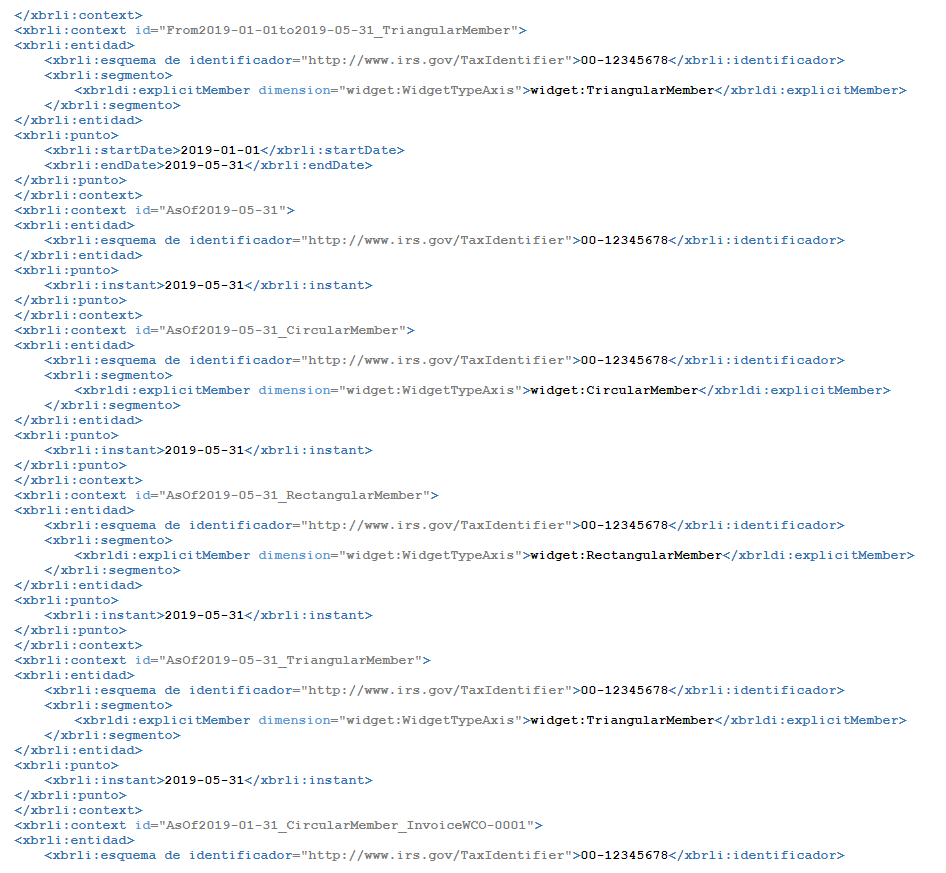 </xbrli:context>
<xbrli:context id="From2019-01-01to2019-05-31_TriangularMember">
<xbrli:entidad>
<xbrli:esquema de identificador="http://www.irs.gov/TaxIdentifier">00-12345678</xbrli:identificador>
<xbrli:segmento>
<xbrldi:explicitMember dimension="widget:WidgetTypeAxis">widget:TriangularMember</xbrldi:explicitMember>
</xbrli:segmento>
</xbrli:entidad>
<xbrli:punto>
<xbrli:startDate>2019-01-01</xbrli:startDate>
<xbrli:endDate>2019-05-31</xbrli:endDate>
</xbrli:punto>
</xbrli:context>
<xbrli:context id="AsOf2019-05-31">
<xbrli:entidad>
<xbrli:esquema de identificador="http://www.irs.gov/TaxIdentifier">00-12345678</xbrli:identificador>
</xbrli:entidad>
<xbrli:punto>
<xbrli:instant>2019-05-31</xbrli:instant>
</xbrli:punto>
</xbrli:context>
<xbrli:context id="AsOf2019-05-31_CircularMember">
<xbrli:entidad>
<xbrli:esquema de identificador="http://www.irs.gov/TaxIdentifier">00-12345678</xbrli:identificador>
<xbrli:segmento>
<xbrldi:explicitMember dimension="widget:WidgetTypeAxis">widget:CircularMember</xbrldi:explicitMember>
</xbrli:segmento>
</xbrli:entidad>
<xbrli:punto>
<xbrli:instant>2019-05-31</xbrli:instant>
</xbrli:punto>
</xbrli:context>
<xbrli:context id="AsOf2019-05-31_RectangularMember">
<xbrli:entidad>
<xbrli:esquema de identificador="http://www.irs.gov/TaxIdentifier">00-12345678</xbrli:identificador>
<xbrli:segmento>
<xbrldi:explicitMember dimension="widget:WidgetTypeAxis">widget:RectangularMember</xbrldi:explicitMember>
</xbrli:segmento>
</xbrli:entidad>
<xbrli:punto>
<xbrli:instant>2019-05-31</xbrli:instant>
</xbrli:punto>
</xbrli:context>
<xbrli:context id="AsOf2019-05-31_TriangularMember">
<xbrli:entidad>
<xbrli:esquema de identificador="http://www.irs.gov/TaxIdentifier">00-12345678</xbrli:identificador>
<xbrli:segmento>
<xbrldi:explicitMember dimension="widget:WidgetTypeAxis">widget:TriangularMember</xbrldi:explicitMember>
</xbrli:segmento>
</xbrli:entidad>
<xbrli:punto>
<xbrli:instant>2019-05-31</xbrli:instant>
</xbrli:punto>
</xbrli:context>
<xbrli:context id="AsOf2019-01-31_CircularMember_InvoiceWCO-0001">
<xbrli:entidad>
<xbrli:esquema de identificador="http://www.irs.gov/TaxIdentifier">00-12345678</xbrli:identificador>